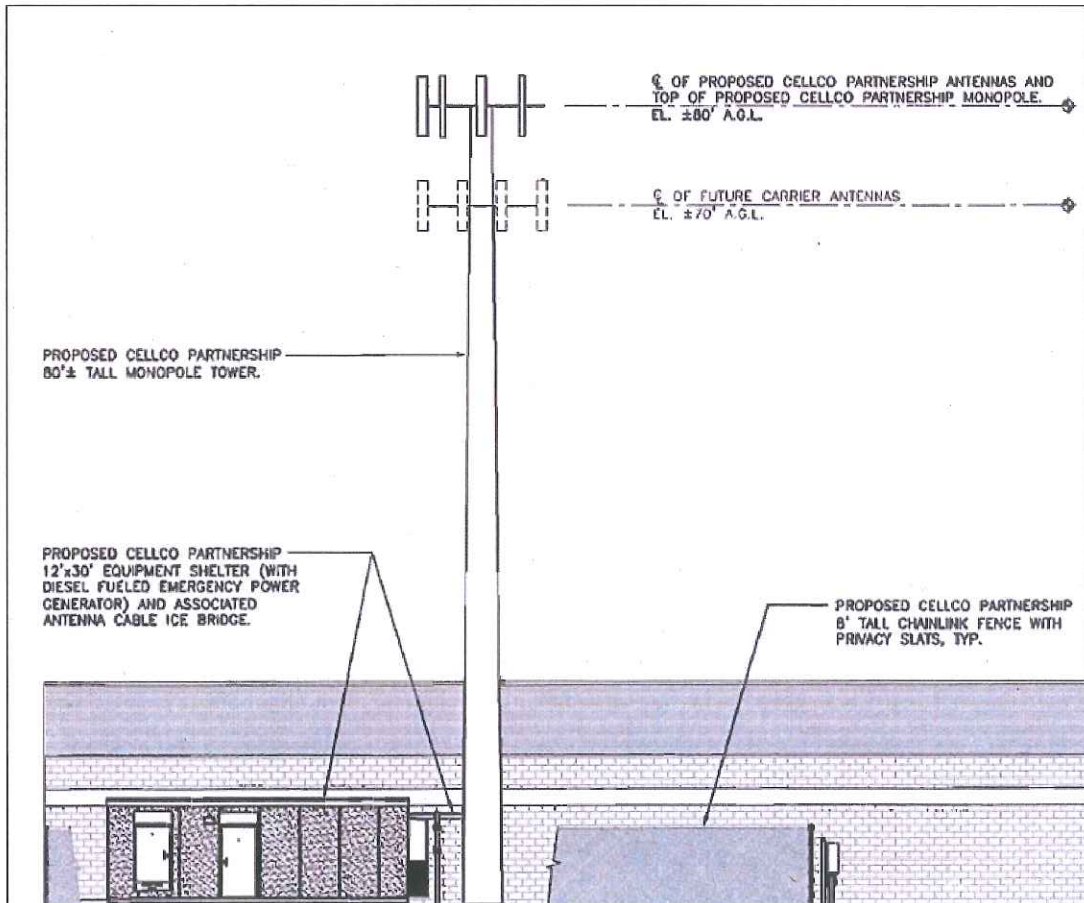 ℄ OF PROPOSED CELLCO PARTNERSHIP ANTENNAS AND
TOP OF PROPOSED CELLCO PARTNERSHIP MONOPOLE.
EL. ±80' A.G.L.
℄ OF FUTURE CARRIER ANTENNAS
EL. ±70' A.G.L.
PROPOSED CELLCO PARTNERSHIP
80'± TALL MONOPOLE TOWER.
PROPOSED CELLCO PARTNERSHIP
12'x30' EQUIPMENT SHELTER (WITH
DIESEL FUELED EMERGENCY POWER
GENERATOR) AND ASSOCIATED
ANTENNA CABLE ICE BRIDGE.
PROPOSED CELLCO PARTNERSHIP
8' TALL CHAINLINK FENCE WITH
PRIVACY SLATS, TYP.